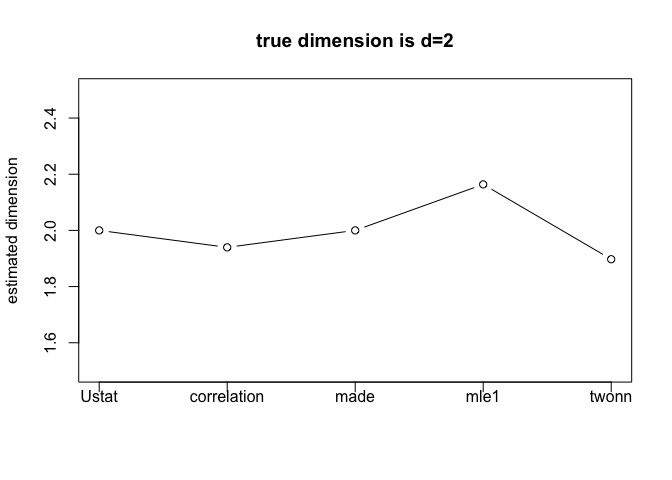 true dimension is d=2
estimated dimension
2.4
2.2
2.0
1.8
1.6
Ustat correlation made mle1 twonn